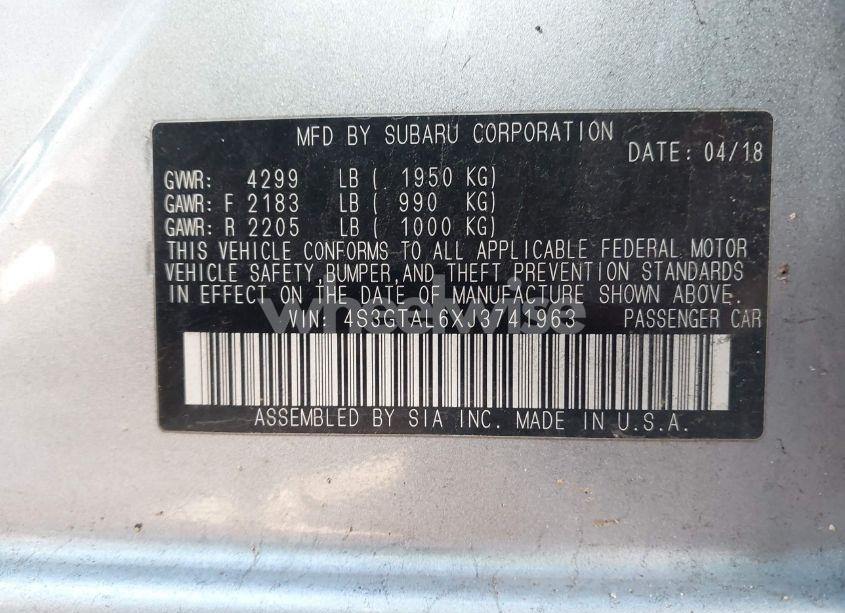 MFD BY SUBARU CORPORATION
DATE: 04/18
GVWR: 4299 LB ( 1950 KG)
GAWR: F 2183 LB ( 990 KG)
GAWR: R 2205 LB ( 1000 KG)
THIS VEHICLE CONFORMS TO ALL APPLICABLE FEDERAL MOTOR
VEHICLE SAFETY,BUMPER,AND THEFT PREVENTION STANDARDS
IN EFFECT ON THE DATE OF MANUFACTURE SHOWN ABOVE.
wheelwise
VIN: 4S3GTAL6XJ3741963 PASSENGER CAR
ASSEMBLED BY SIA INC. MADE IN U.S.A.